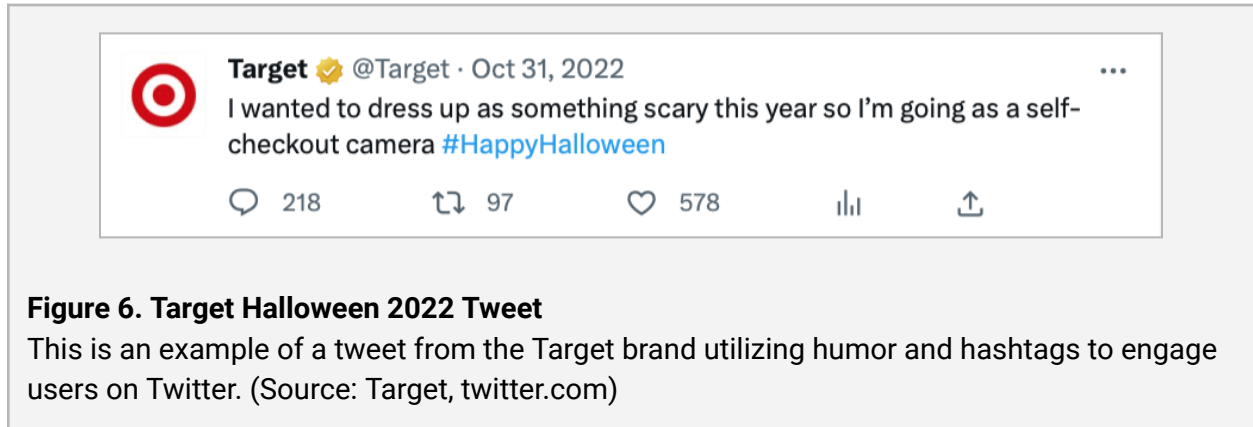 Target @Target · Oct 31, 2022
I wanted to dress up as something scary this year so I'm going as a self-
checkout camera #HappyHalloween
218 97 578
Figure 6. Target Halloween 2022 Tweet
This is an example of a tweet from the Target brand utilizing humor and hashtags to engage
users on Twitter. (Source: Target, twitter.com)